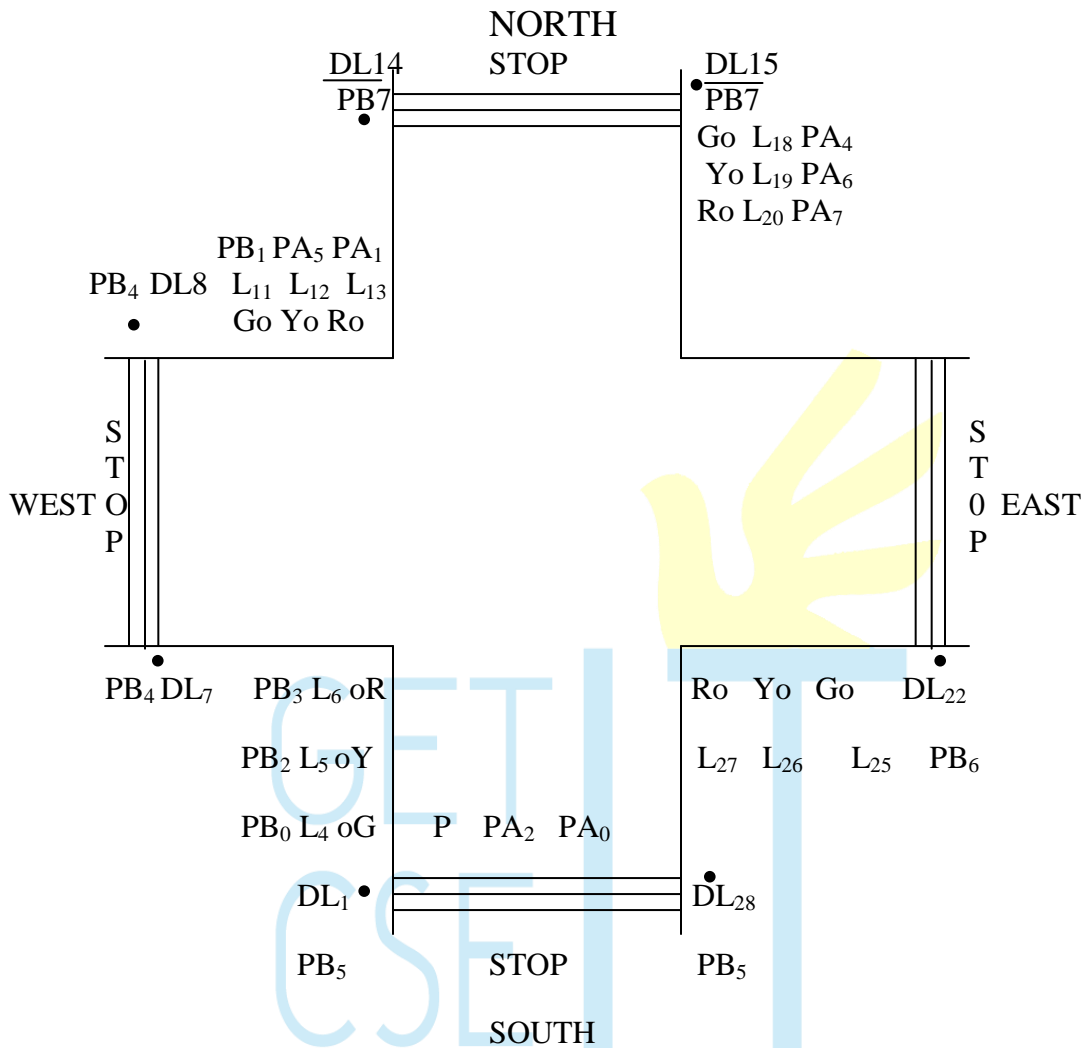 NORTH
DL14 STOP DL15
PB7 PB7
Go L18 PA4
Yo L19 PA6
Ro L20 PA7
PB1 PA5 PA1
PB4 DL8 L11 L12 L13
Go Yo Ro
S
T
O
P
WEST
S
T
0
P
EAST
PB4 DL7 PB3 L6 oR Ro Yo Go DL22
PB2 L5 oY L27 L26 L25 PB6
PB0 L4 oG P PA2 PA0
DL1 DL28
PB5 STOP PB5
SOUTH
GET IT
CSE